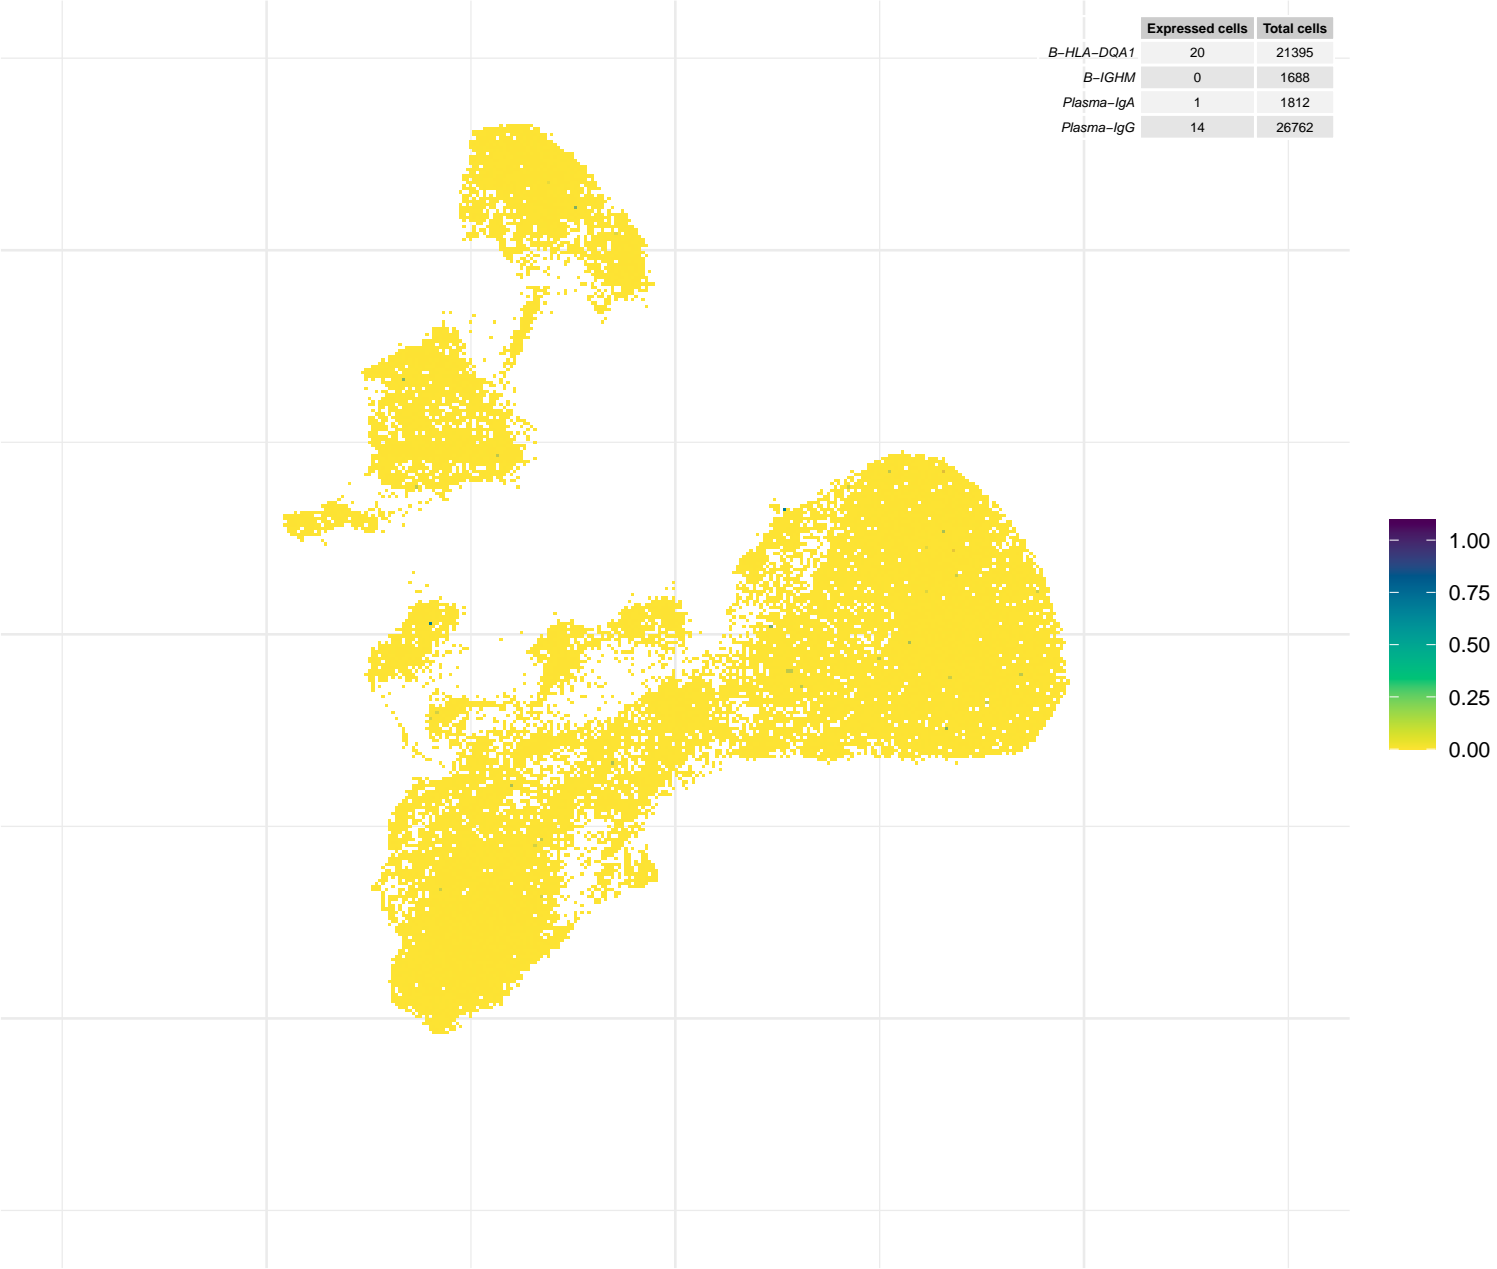 Expressed cells Total cells
B−HLA−DQA1 20 21395
B−IGHM 0 1688
Plasma−IgA 1 1812
Plasma−IgG 14 26762
1.00
0.75
0.50
0.25
0.00